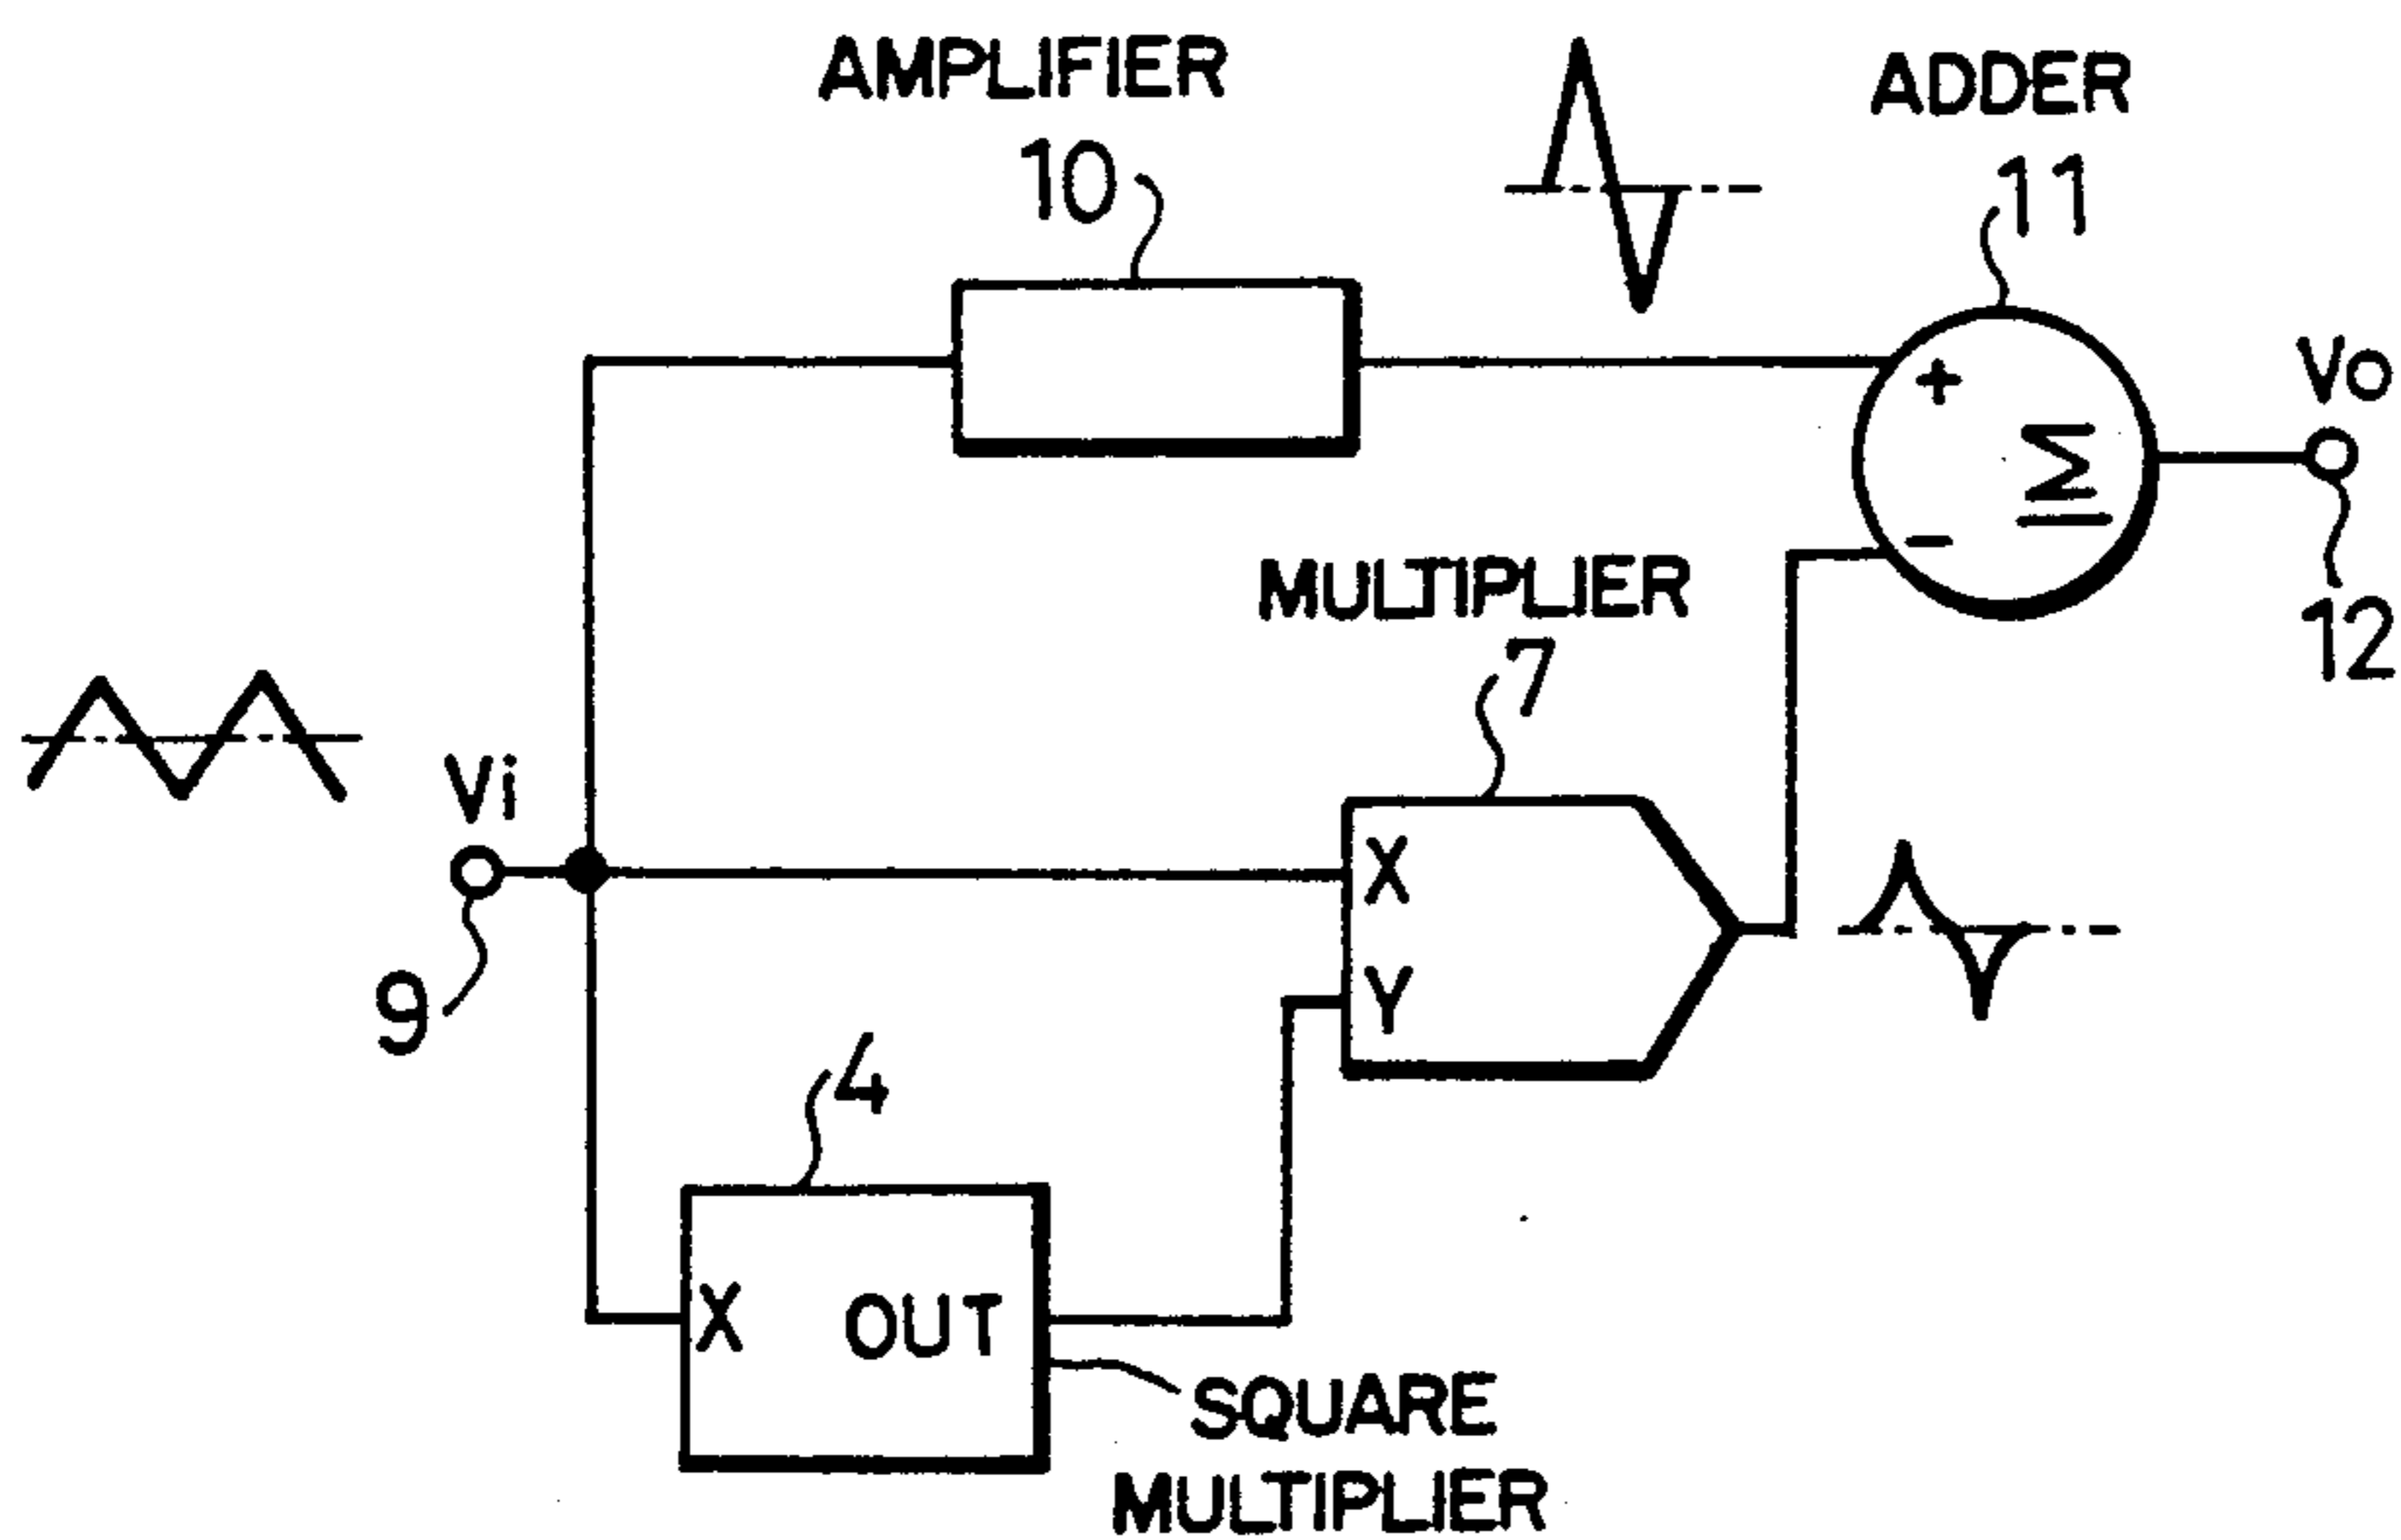 AMPLIFIER
10
ADDER
11
+
Σ
−
Vo
12
MULTIPLIER
7
X
Y
Vi
9
4
X OUT
SQUARE
MULTIPLIER